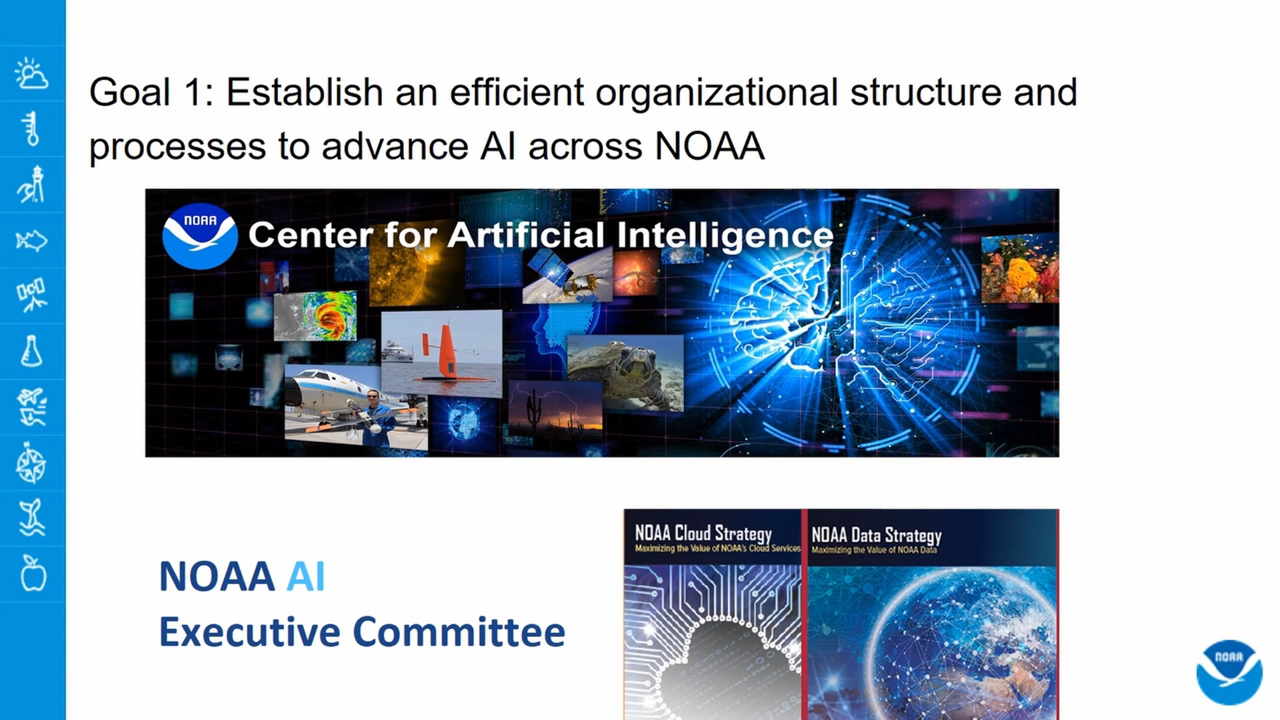 Goal 1: Establish an efficient organizational structure and
processes to advance AI across NOAA
NOAA
Center for Artificial Intelligence
NOAA AI
Executive Committee
NOAA Cloud Strategy
Maximizing the Value of NOAA's Cloud Services
NOAA Data Strategy
Maximizing the Value of NOAA Data
NOAA